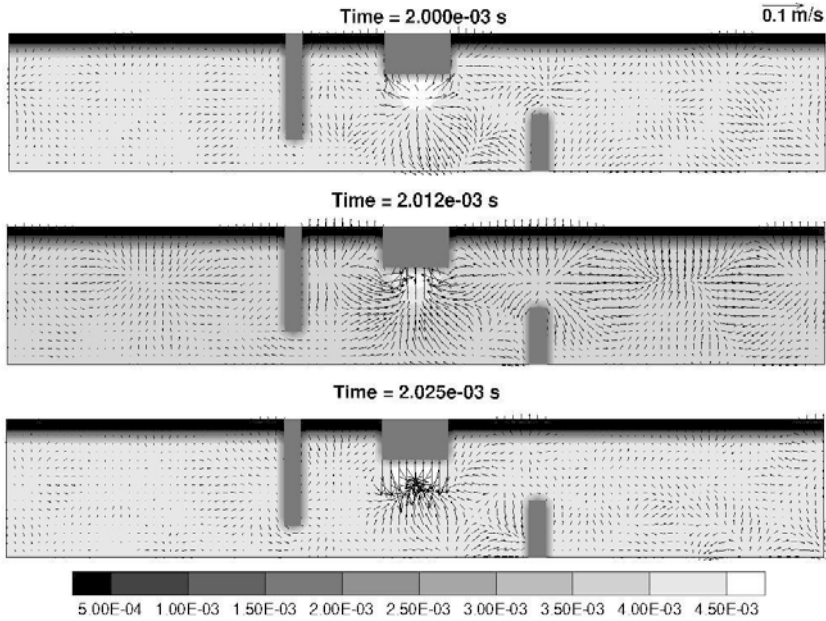 Time = 2.000e-03 s
0.1 m/s
Time = 2.012e-03 s
Time = 2.025e-03 s
5.00E-04 1.00E-03 1.50E-03 2.00E-03 2.50E-03 3.00E-03 3.50E-03 4.00E-03 4.50E-03